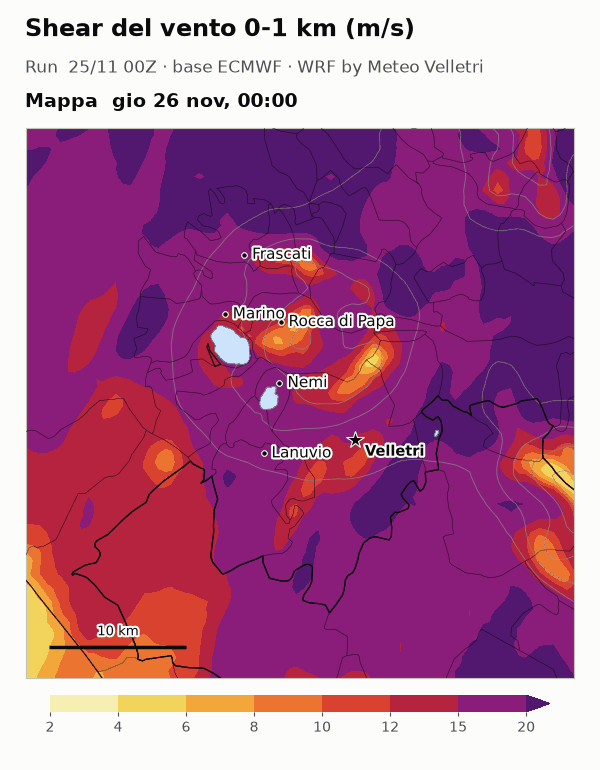 Shear del vento 0-1 km (m/s)
Run  25/11 00Z · base ECMWF · WRF by Meteo Velletri
Mappa  gio 26 nov, 00:00
Frascati
Marino
Rocca di Papa
Nemi
Velletri
Lanuvio
10 km
2 4 6 8 10 12 15 20